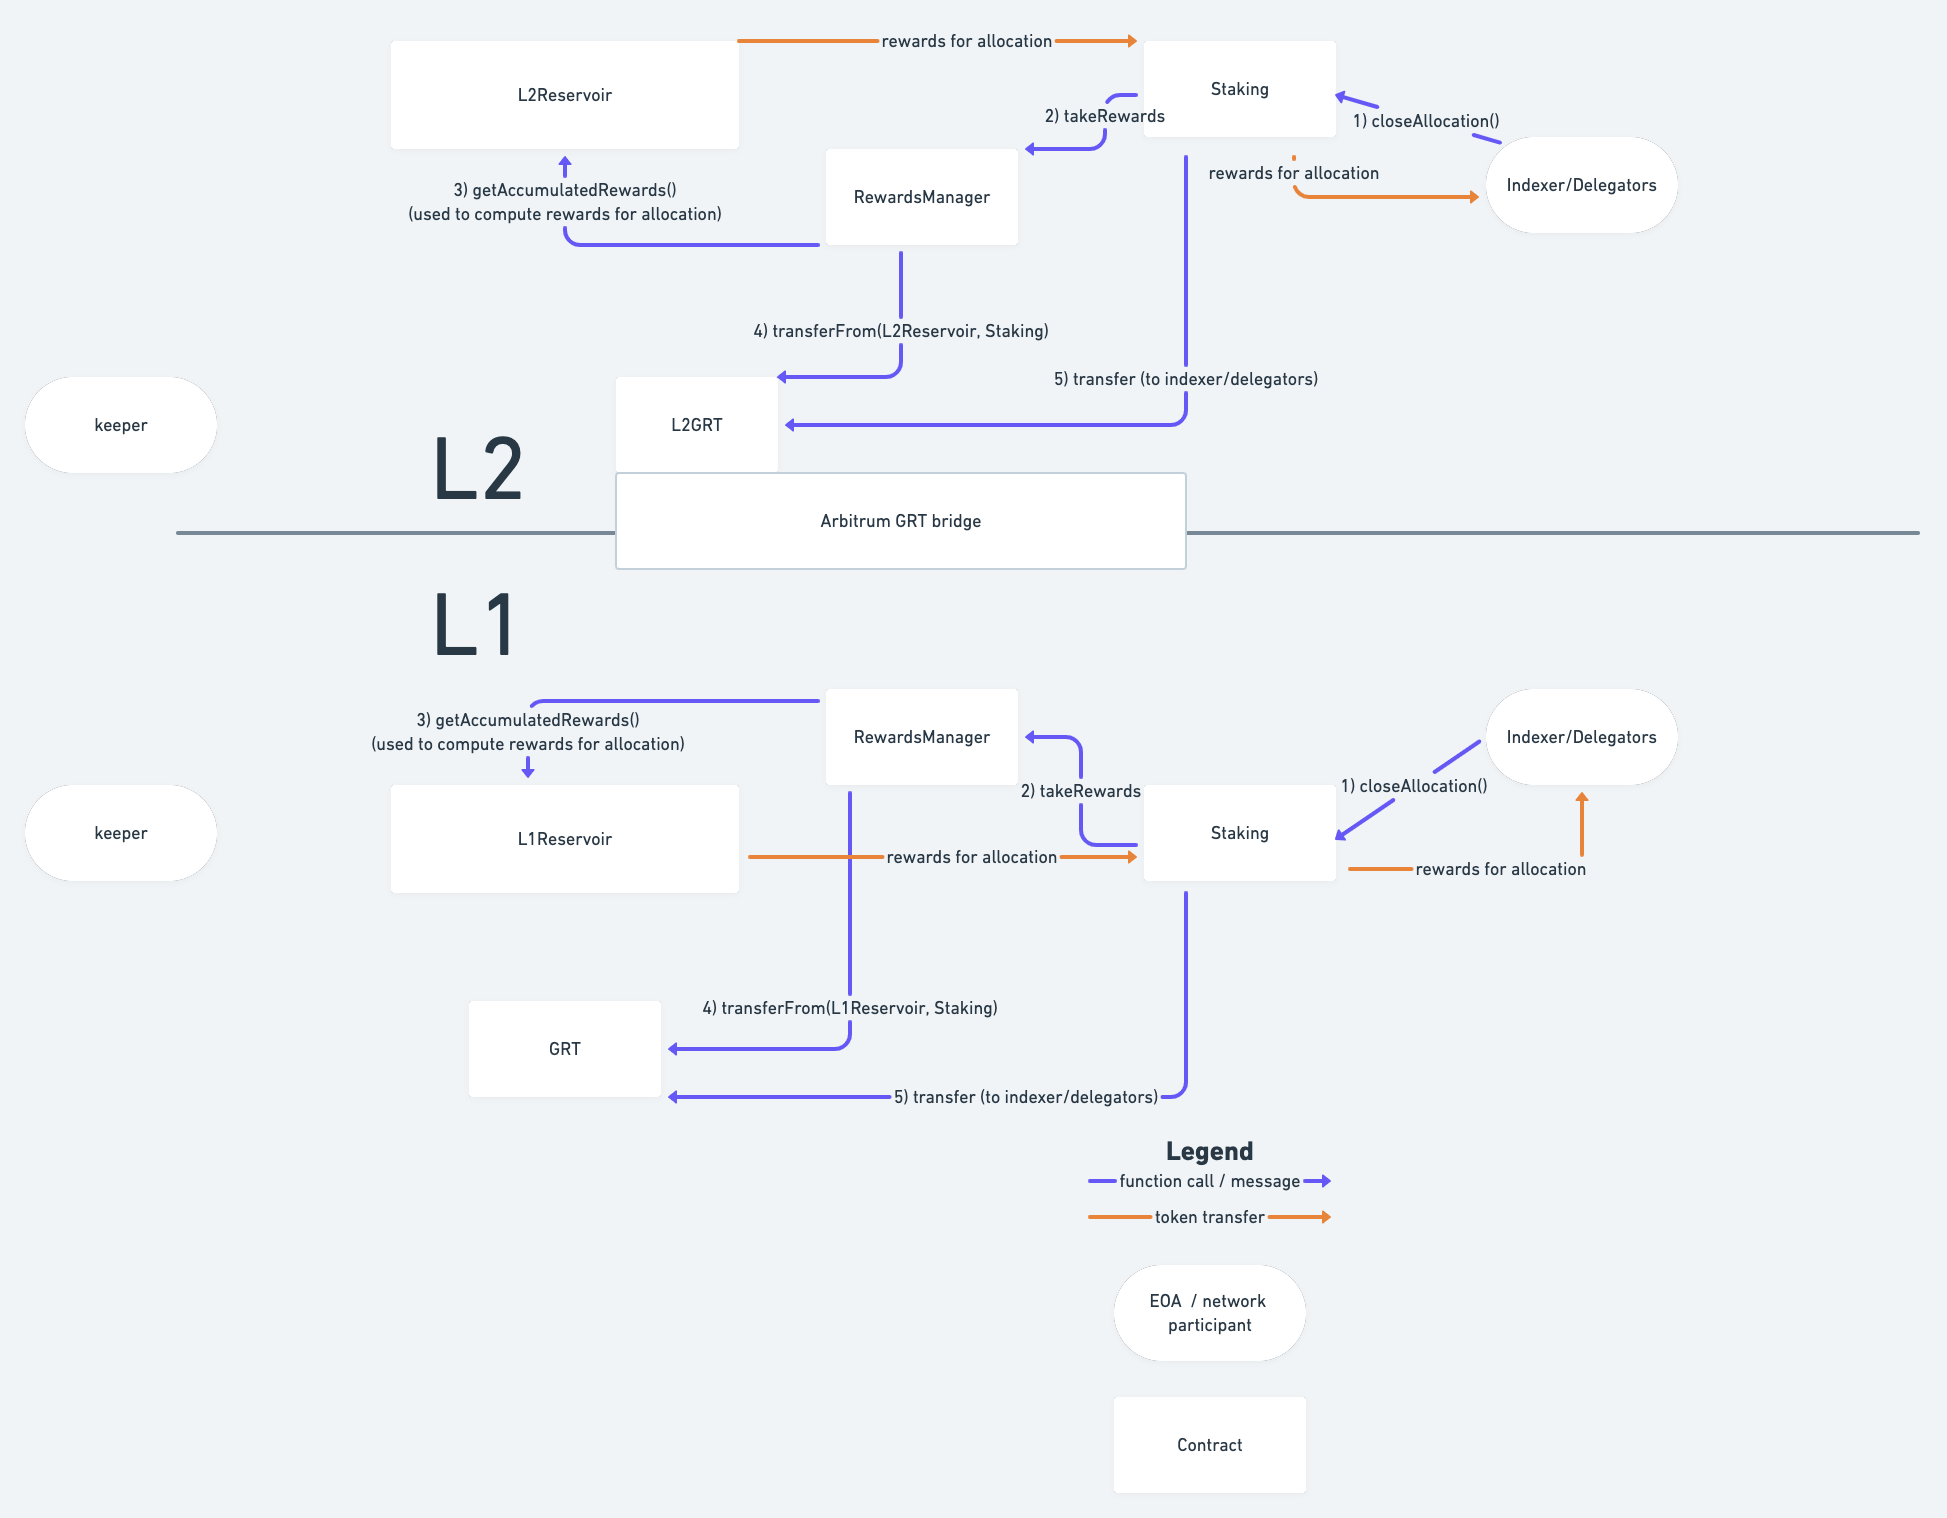 rewards for allocation
L2Reservoir
Staking
2) takeRewards
1) closeAllocation()
3) getAccumulatedRewards()
(used to compute rewards for allocation)
RewardsManager
rewards for allocation
Indexer/Delegators
4) transferFrom(L2Reservoir, Staking)
5) transfer (to indexer/delegators)
keeper
L2GRT
L2
Arbitrum GRT bridge
L1
3) getAccumulatedRewards()
(used to compute rewards for allocation)
RewardsManager
Indexer/Delegators
2) takeRewards
1) closeAllocation()
keeper
L1Reservoir
Staking
rewards for allocation
rewards for allocation
4) transferFrom(L1Reservoir, Staking)
GRT
5) transfer (to indexer/delegators)
Legend
function call / message
token transfer
EOA / network
participant
Contract